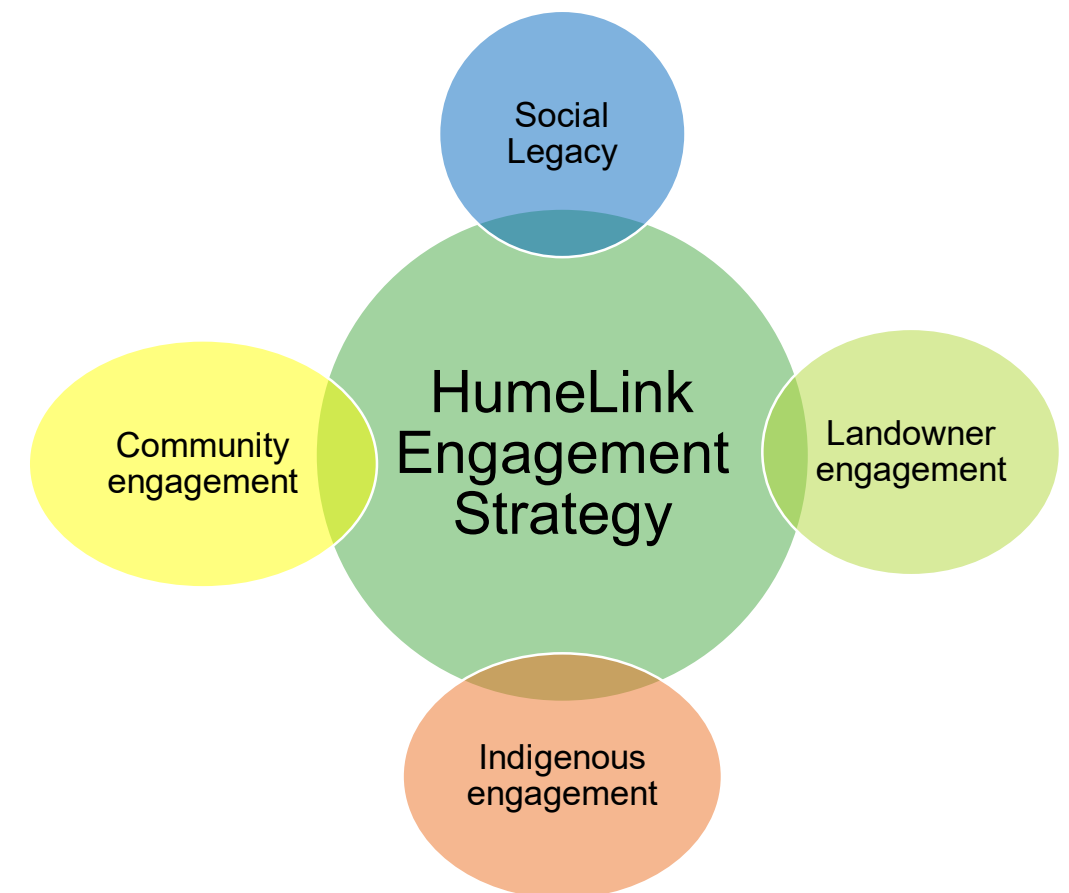 Social
Legacy
HumeLink
Engagement
Strategy
Community
engagement
Landowner
engagement
Indigenous
engagement